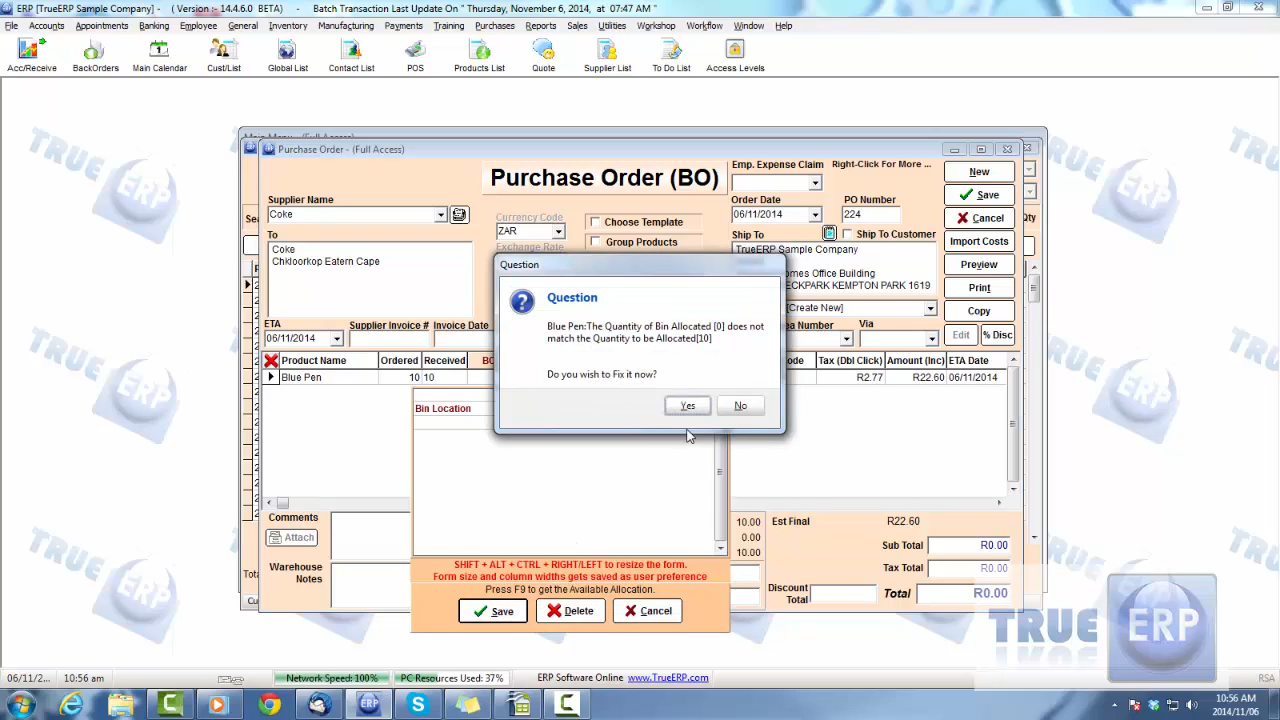 ERP [TrueERP Sample Company] - ( Version :- 14.4.6.0 BETA) Batch Transaction Last Update On " Thursday, November 6, 2014, at 07:47 AM "
File Accounts Appointments Banking Employee General Inventory Manufacturing Payments Training Purchases Reports Sales Utilities Workshop Workflow Window Help
Acc/Receive BackOrders Main Calendar Cust/List Global List Contact List POS Products List Quote Supplier List To Do List Access Levels
Purchase Order - (Full Access)
Purchase Order (BO)
Emp. Expense Claim Right-Click For More ...
New
Supplier Name
Coke
Currency Code
ZAR
Exchange Rate
Choose Template
Group Products
Order Date PO Number
06/11/2014 224
Save
Cancel
To
Coke
Chkloorkop Eatern Cape
Ship To Ship To Customer
TrueERP Sample Company
omes Office Building
ECKPARK KEMPTON PARK 1619
Import Costs
Preview
Print
Copy
Edit % Disc
Question
Question
Blue Pen:The Quantity of Bin Allocated [0] does not
match the Quantity to be Allocated[10]
Do you wish to Fix it now?
Yes No
[Create New]
ETA Supplier Invoice # Invoice Date
06/11/2014
Via
Product Name Ordered Received Tax (Dbl Click) Amount (Inc) ETA Date
Blue Pen 10 10 R2.77 R22.60 06/11/2014
Bin Location
Comments
Attach
Warehouse
Notes
10.00
0.00
10.00
Est Final R22.60
Sub Total R0.00
Tax Total R0.00
Discount
Total
Total R0.00
SHIFT + ALT + CTRL + RIGHT/LEFT to resize the form.
Form size and column widths gets saved as user preference
Press F9 to get the Available Allocation.
Save Delete Cancel
TRUE ERP
06/11/2... 10:56 am Network Speed: 100% PC Resources Used: 37% ERP Software Online www.TrueERP.com RSA
10:56 AM
2014/11/06